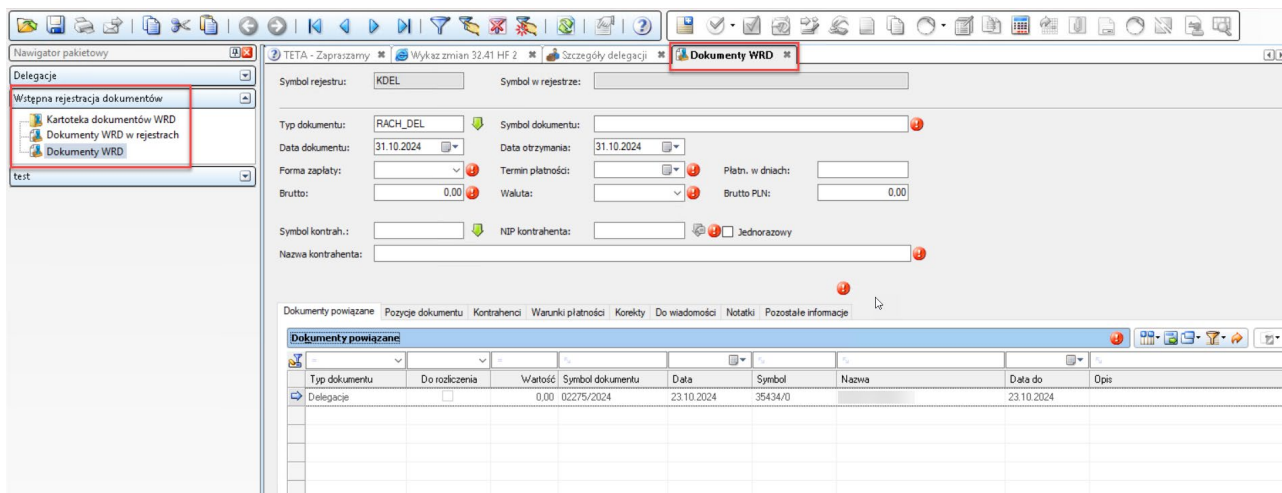 Nawigator pakietowy
TETA - Zapraszamy
Wykaz zmian 32.41 HF 2
Szczegóły delegacji
Dokumenty WRD
Delegacje
Wstępna rejestracja dokumentów
Kartoteka dokumentów WRD
Dokumenty WRD w rejestrach
Dokumenty WRD
test
Symbol rejestru: KDEL Symbol w rejestrze:
Typ dokumentu: RACH_DEL Symbol dokumentu:
Data dokumentu: 31.10.2024 Data otrzymania: 31.10.2024
Forma zapłaty: Termin płatności: Płatn. w dniach:
Brutto: 0,00 Waluta: Brutto PLN: 0,00
Symbol kontrah.: NIP kontrahenta: Jednorazowy
Nazwa kontrahenta:
Dokumenty powiązane Pozycje dokumentu Kontrahenci Warunki płatności Korekty Do wiadomości Notatki Pozostałe informacje
Dokumenty powiązane
Typ dokumentu Do rozliczenia Wartość Symbol dokumentu Data Symbol Nazwa Data do Opis
Delegacje 0,00 02275/2024 23.10.2024 35434/0 23.10.2024